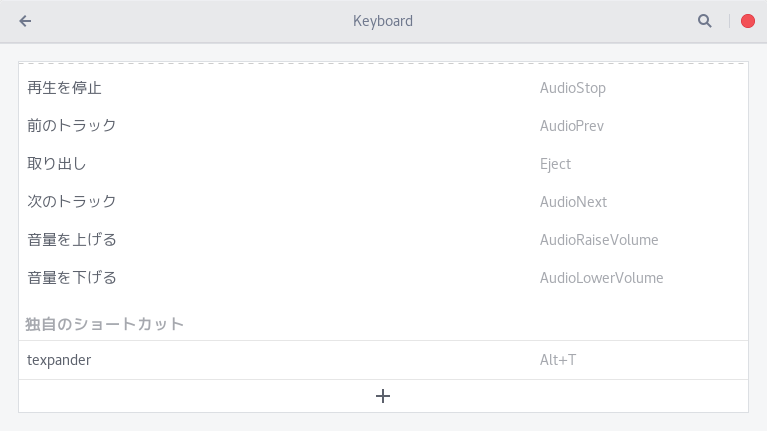 Keyboard
再生を停止 AudioStop
前のトラック AudioPrev
取り出し Eject
次のトラック AudioNext
音量を上げる AudioRaiseVolume
音量を下げる AudioLowerVolume
独自のショートカット
texpander Alt+T